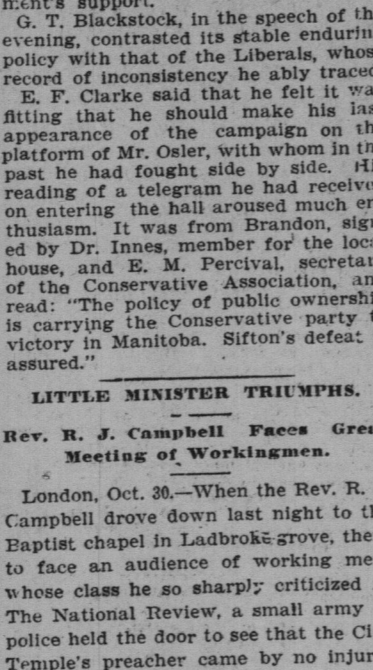 ment's support.
G. T. Blackstock, in the speech of th
evening, contrasted its stable endurin
policy with that of the Liberals, whos
record of inconsistency he ably traced
E. F. Clarke said that he felt it wa
fitting that he should make his las
appearance of the campaign on th
platform of Mr. Osler, with whom in th
past he had fought side by side. Hi
reading of a telegram he had receive
on entering the hall aroused much en
thusiasm. It was from Brandon, sign
ed by Dr. Innes, member for the loca
house, and E. M. Percival, secretar
of the Conservative Association, an
read: "The policy of public ownershi
is carrying the Conservative party t
victory in Manitoba. Sifton's defeat
assured."
LITTLE MINISTER TRIUMPHS.
Rev. R. J. Campbell Faces Grea
Meeting of Workingmen.
London, Oct. 30.—When the Rev. R.
Campbell drove down last night to th
Baptist chapel in Ladbroke-grove, the
to face an audience of working me
whose class he so sharply criticized
The National Review, a small army
police held the door to see that the Ci
Temple's preacher came by no injur